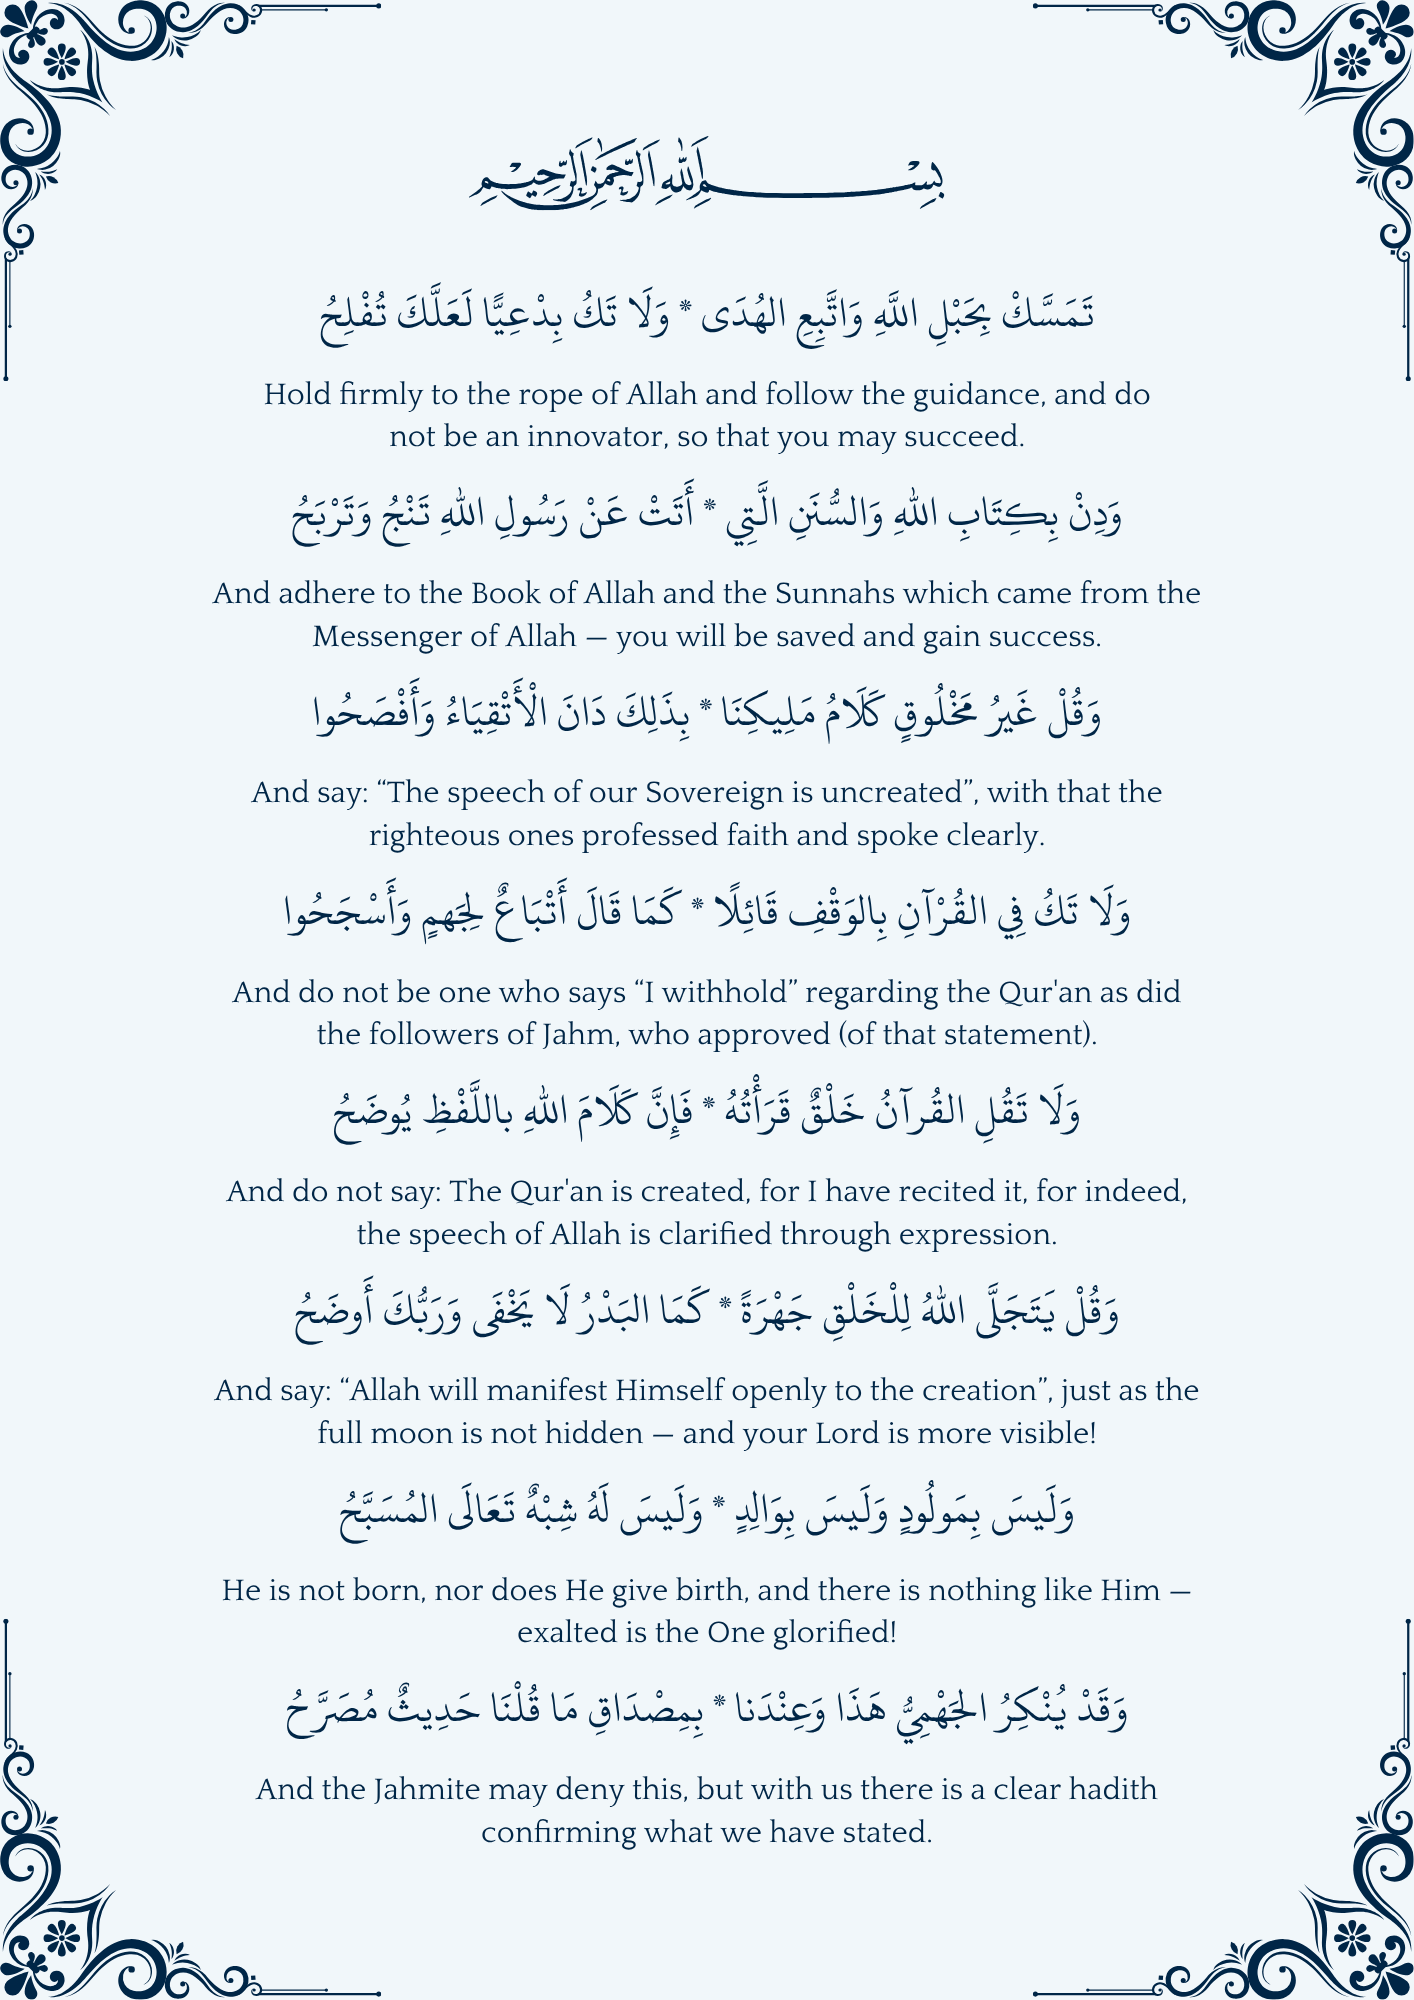 بِسْمِ اللهِ الرَّحْمٰنِ الرَّحِيْمِ
تَمَسَّكْ بِحَبْلِ اللَّهِ وَاتَّبِعِ الهُدَى * وَلَا تَكُ بِدْعِيًّا لَعَلَّكَ تُفْلِحُ
Hold firmly to the rope of Allah and follow the guidance, and do
not be an innovator, so that you may succeed.
وَدِنْ بِكِتَابِ اللهِ وَالسُّنَنِ الَّتِي * أَتَتْ عَنْ رَسُولِ اللهِ تَنْجُ وَتَرْبَحُ
And adhere to the Book of Allah and the Sunnahs which came from the
Messenger of Allah — you will be saved and gain success.
وَقُلْ غَيرُ مَخْلُوقٍ كَلَامُ مَلِيكِنَا * بِذَلِكَ دَانَ الْأَتْقِيَاءُ وَأَفْصَحُوا
And say: “The speech of our Sovereign is uncreated”, with that the
righteous ones professed faith and spoke clearly.
وَلَا تَكُ فِي القُرْآنِ بِالوَقْفِ قَائِلًا * كَمَا قَالَ أَتْبَاعٌ لِجَهمٍ وَأَسْجَحُوا
And do not be one who says “I withhold” regarding the Qur'an as did
the followers of Jahm, who approved (of that statement).
وَلَا تَقُلِ القُرآنُ خَلْقٌ قَرَأْتُهُ * فَإِنَّ كَلَامَ اللهِ باللَّفْظِ يُوضَحُ
And do not say: The Qur'an is created, for I have recited it, for indeed,
the speech of Allah is clarified through expression.
وَقُلْ يَتَجَلَّى اللهُ لِلْخَلْقِ جَهْرَةً * كَمَا البَدْرُ لَا يَخْفَى وَرَبُّكَ أَوضَحُ
And say: “Allah will manifest Himself openly to the creation”, just as the
full moon is not hidden — and your Lord is more visible!
وَلَيسَ بِمَولُودٍ وَلَيسَ بِوَالِدٍ * وَلَيسَ لَهُ شِبْهٌ تَعَالَى المُسَبَّحُ
He is not born, nor does He give birth, and there is nothing like Him —
exalted is the One glorified!
وَقَدْ يُنْكِرُ الجَهْمِيُّ هَذَا وَعِنْدَنا * بِمِصْدَاقِ مَا قُلْنَا حَدِيثٌ مُصَرَّحُ
And the Jahmite may deny this, but with us there is a clear hadith
confirming what we have stated.